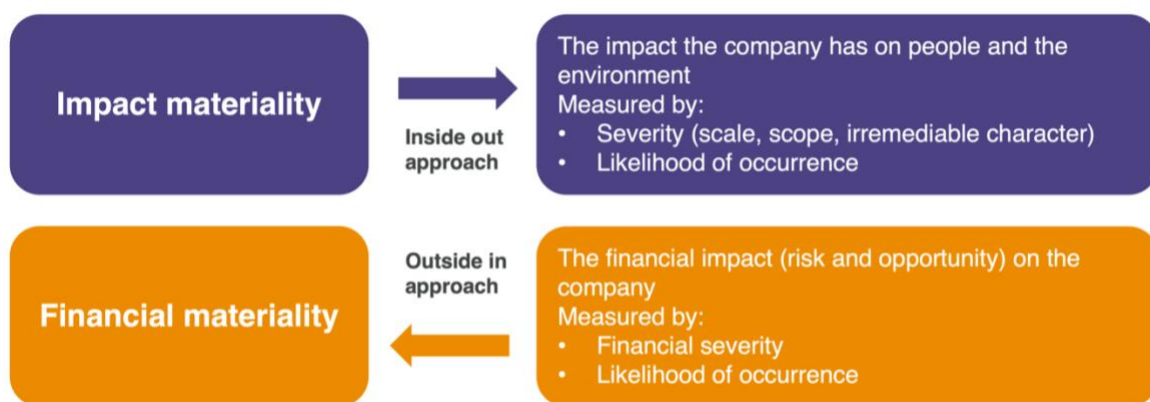 Impact materiality
Inside out
approach
The impact the company has on people and the
environment
Measured by:
• Severity (scale, scope, irremediable character)
• Likelihood of occurrence
Financial materiality
Outside in
approach
The financial impact (risk and opportunity) on the
company
Measured by:
• Financial severity
• Likelihood of occurrence